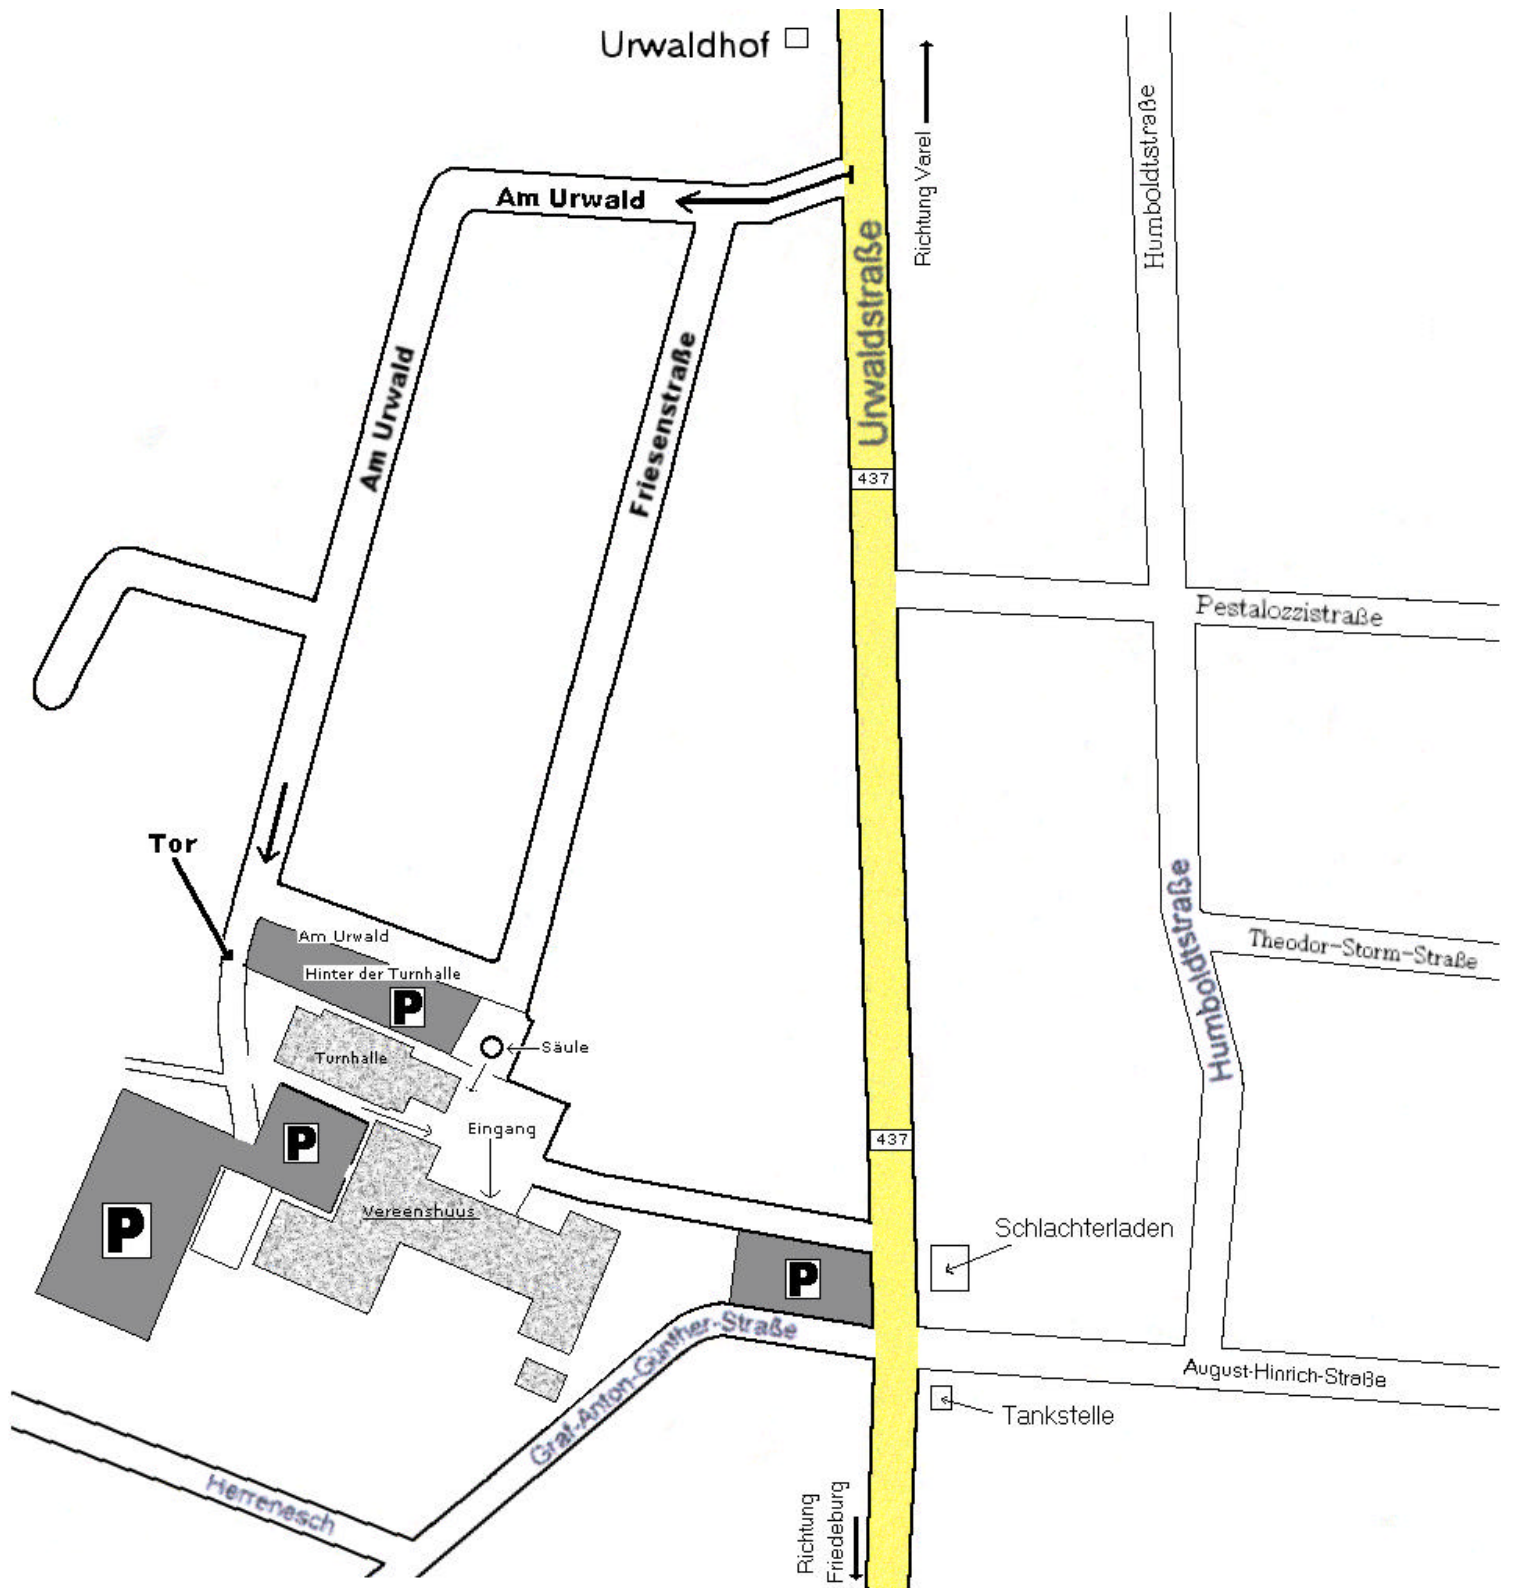 Urwaldhof
Richtung Varel
Humboldtstraße
Am Urwald
Urwaldstraße
Am Urwald
Friesenstraße
437
Pestalozzistraße
Tor
Humboldtstraße
Am Urwald
Theodor-Storm-Straße
Hinter der Turnhalle
P
Säule
Turnhalle
Eingang
437
P
Vereenshuus
P
Schlachterladen
P
Graf-Anton-Günther-Straße
August-Hinrich-Straße
Tankstelle
Herrenesch
Richtung
Friedeburg